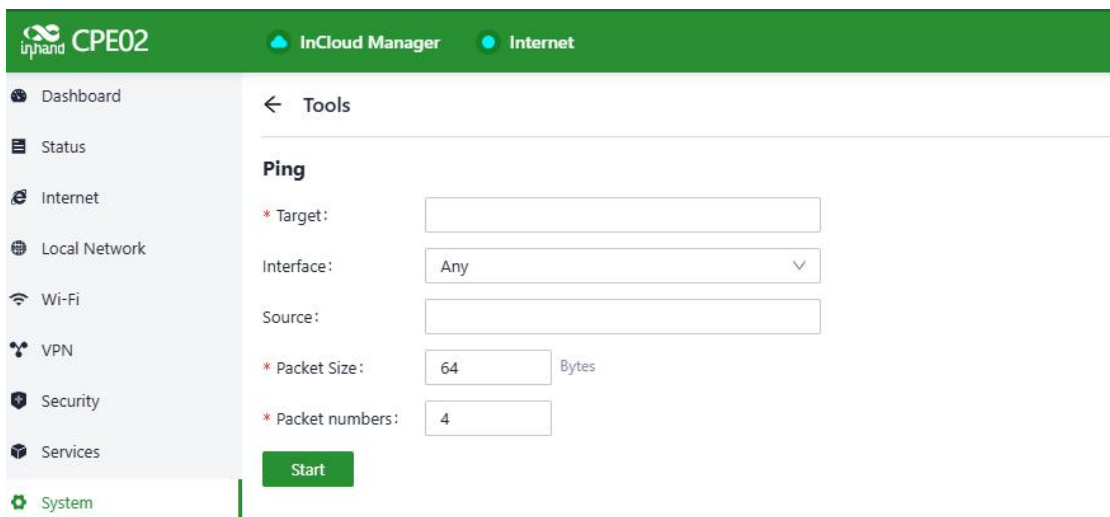 inhand CPE02
InCloud Manager
Internet
Dashboard
Status
Internet
Local Network
Wi-Fi
VPN
Security
Services
System
Tools
Ping
* Target:
Interface: Any
Source:
* Packet Size: 64 Bytes
* Packet numbers: 4
Start